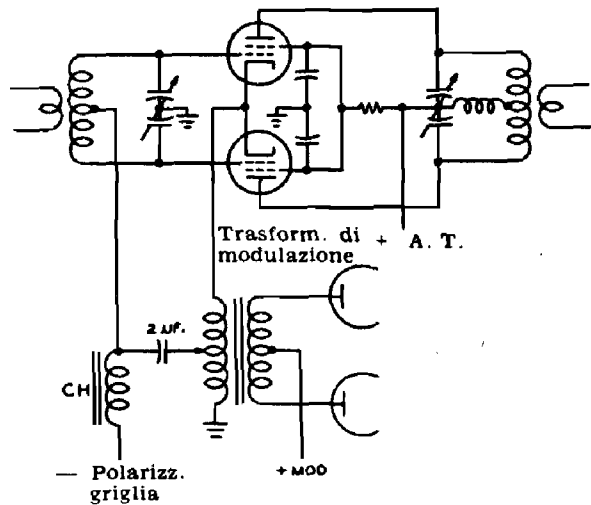 Trasform. di
modulazione
+ A. T.
2 μF.
CH
— Polarizz.
griglia
+ MOD